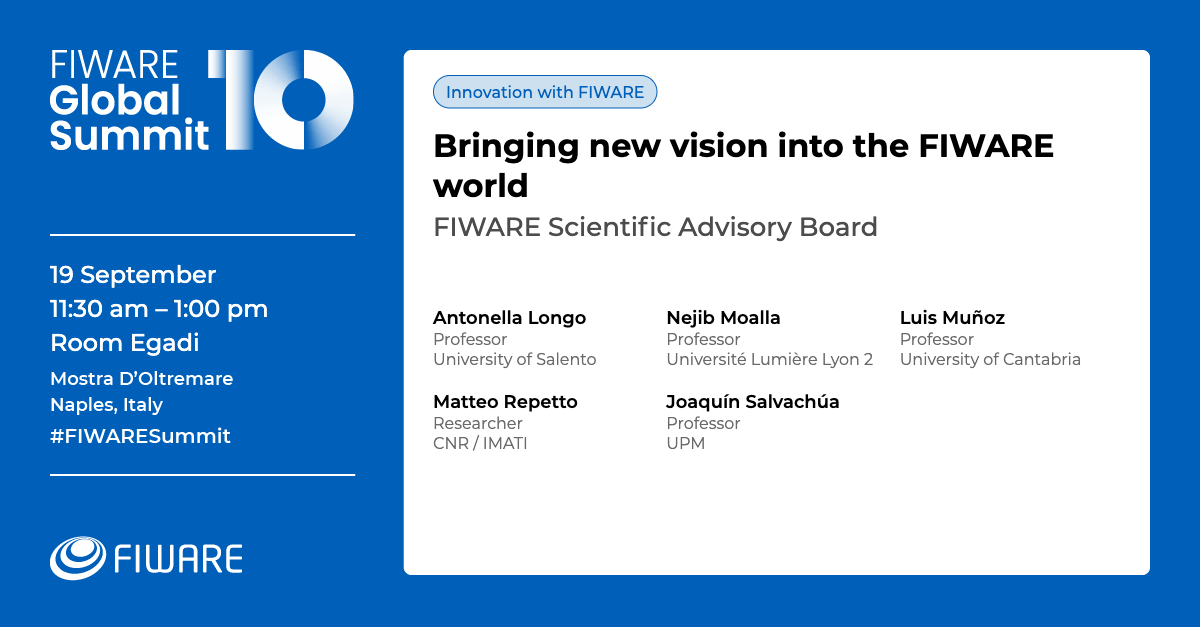 FIWARE
Global
Summit
10
19 September
11:30 am – 1:00 pm
Room Egadi
Mostra D’Oltremare
Naples, Italy
#FIWARESummit
FIWARE
Innovation with FIWARE
Bringing new vision into the FIWARE
world
FIWARE Scientific Advisory Board
Antonella Longo
Professor
University of Salento
Nejib Moalla
Professor
Université Lumière Lyon 2
Luis Muñoz
Professor
University of Cantabria
Matteo Repetto
Researcher
CNR / IMATI
Joaquín Salvachúa
Professor
UPM